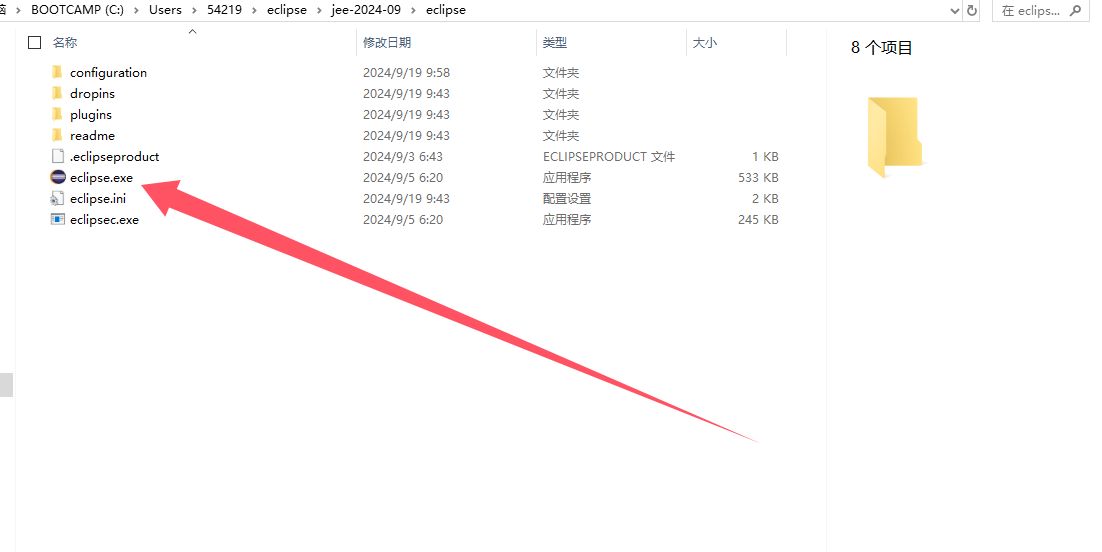 脑 › BOOTCAMP (C:) › Users › 54219 › eclipse › jee-2024-09 › eclipse 在 eclips...
名称 修改日期 类型 大小
configuration 2024/9/19 9:58 文件夹
dropins 2024/9/19 9:43 文件夹
plugins 2024/9/19 9:43 文件夹
readme 2024/9/19 9:43 文件夹
.eclipseproduct 2024/9/3 6:43 ECLIPSEPRODUCT 文件 1 KB
eclipse.exe 2024/9/5 6:20 应用程序 533 KB
eclipse.ini 2024/9/19 9:43 配置设置 2 KB
eclipsec.exe 2024/9/5 6:20 应用程序 245 KB
8 个项目